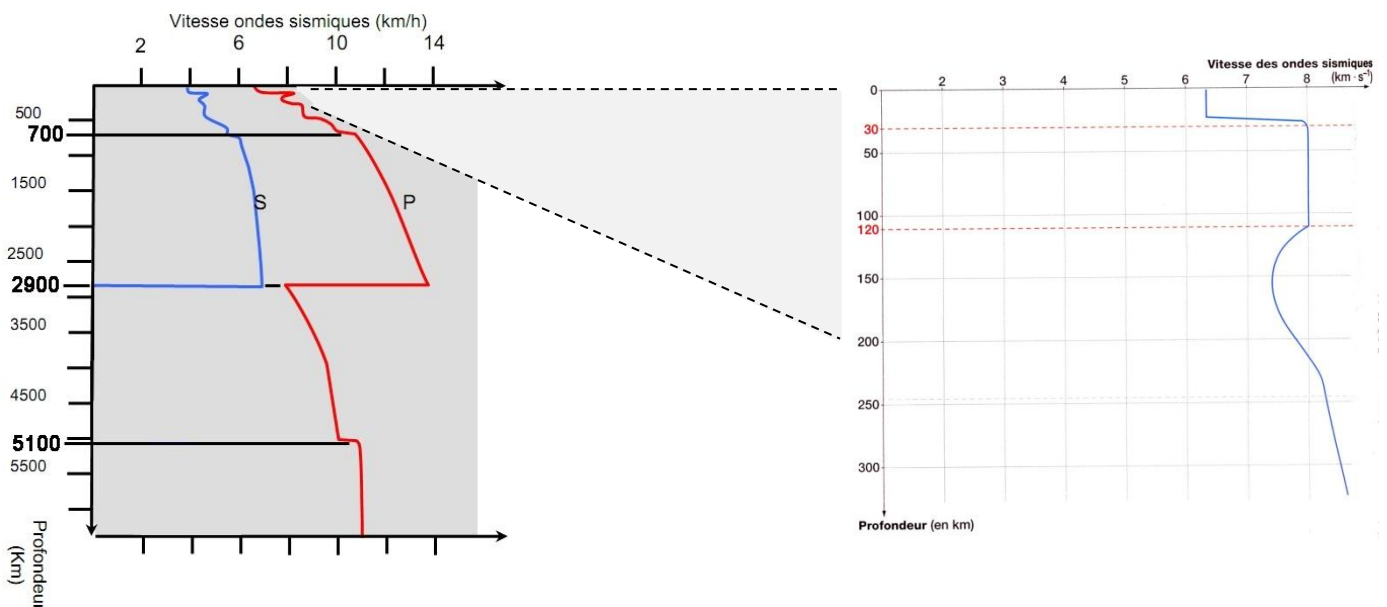 Vitesse ondes sismiques (km/h)
2 6 10 14
500
700
1500
2500
2900
3500
4500
5100
5500
S
P
Profondeur
(Km)
Vitesse des ondes sismiques
(km · s⁻¹)
2 3 4 5 6 7 8
0
30
50
100
120
150
200
250
300
Profondeur (en km)